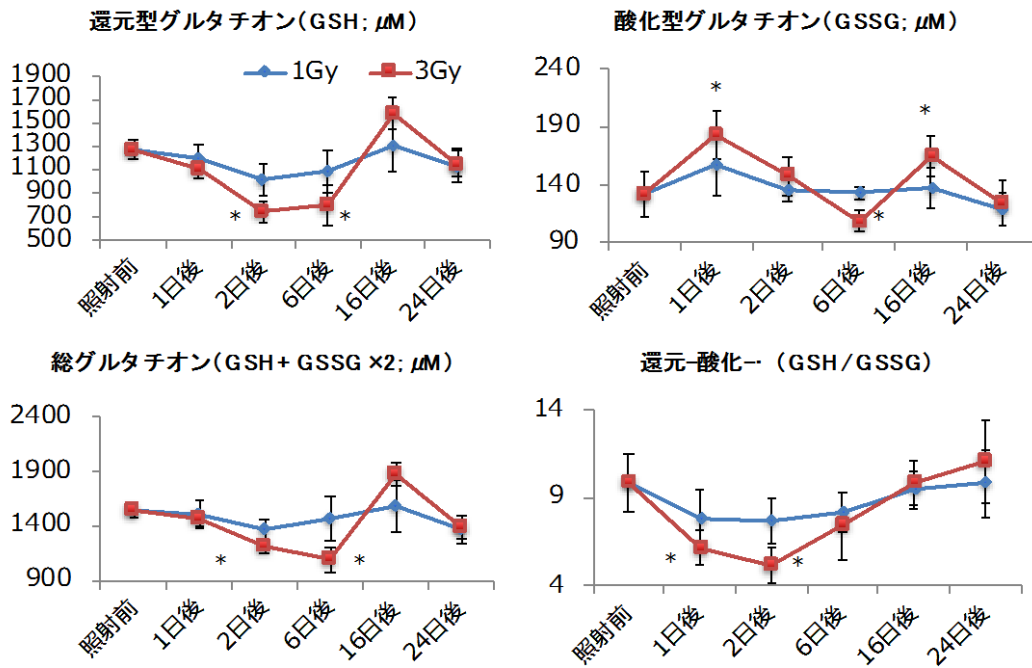 還元型グルタチオン(GSH; μM)
1Gy 3Gy
1900
1700
1500
1300
1100
900
700
500
* *
照射前 1日後 2日後 6日後 16日後 24日後
酸化型グルタチオン(GSSG; μM)
240
190
140
90
* * *
照射前 1日後 2日後 6日後 16日後 24日後
総グルタチオン(GSH+ GSSG ×2; μM)
2400
1900
1400
900
* *
照射前 1日後 2日後 6日後 16日後 24日後
還元-酸化-·· (GSH/GSSG)
14
9
4
* *
照射前 1日後 2日後 6日後 16日後 24日後